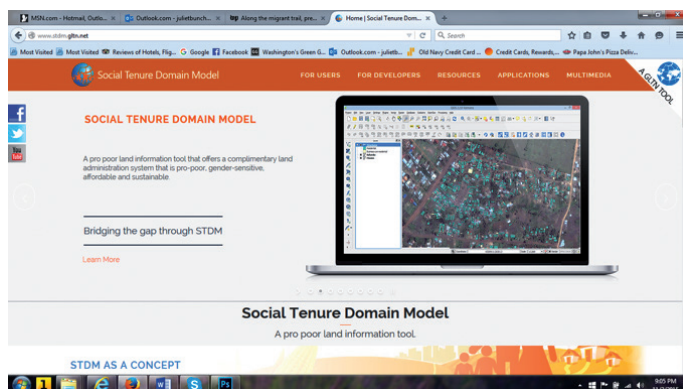 MSN.com - Hotmail, Outlo...
Outlook.com - julietbunch...
Along the migrant trail, pre...
Home | Social Tenure Dom...
www.stdm.gltn.net
Search
Most Visited
Most Visited
Reviews of Hotels, Flig...
Google
Facebook
Washington's Green G...
Outlook.com - julietb...
Old Navy Credit Card ...
Credit Cards, Rewards,...
Papa John's Pizza Deliv...
Social Tenure Domain Model
FOR USERS
FOR DEVELOPERS
RESOURCES
APPLICATIONS
MULTIMEDIA
A GLTN TOOL
SOCIAL TENURE DOMAIN MODEL
A pro poor land information tool that offers a complimentary land
administration system that is pro-poor, gender-sensitive,
affordable and sustainable
Bridging the gap through STDM
Learn More
Social Tenure Domain Model
A pro poor land information tool.
STDM AS A CONCEPT
9:05 PM